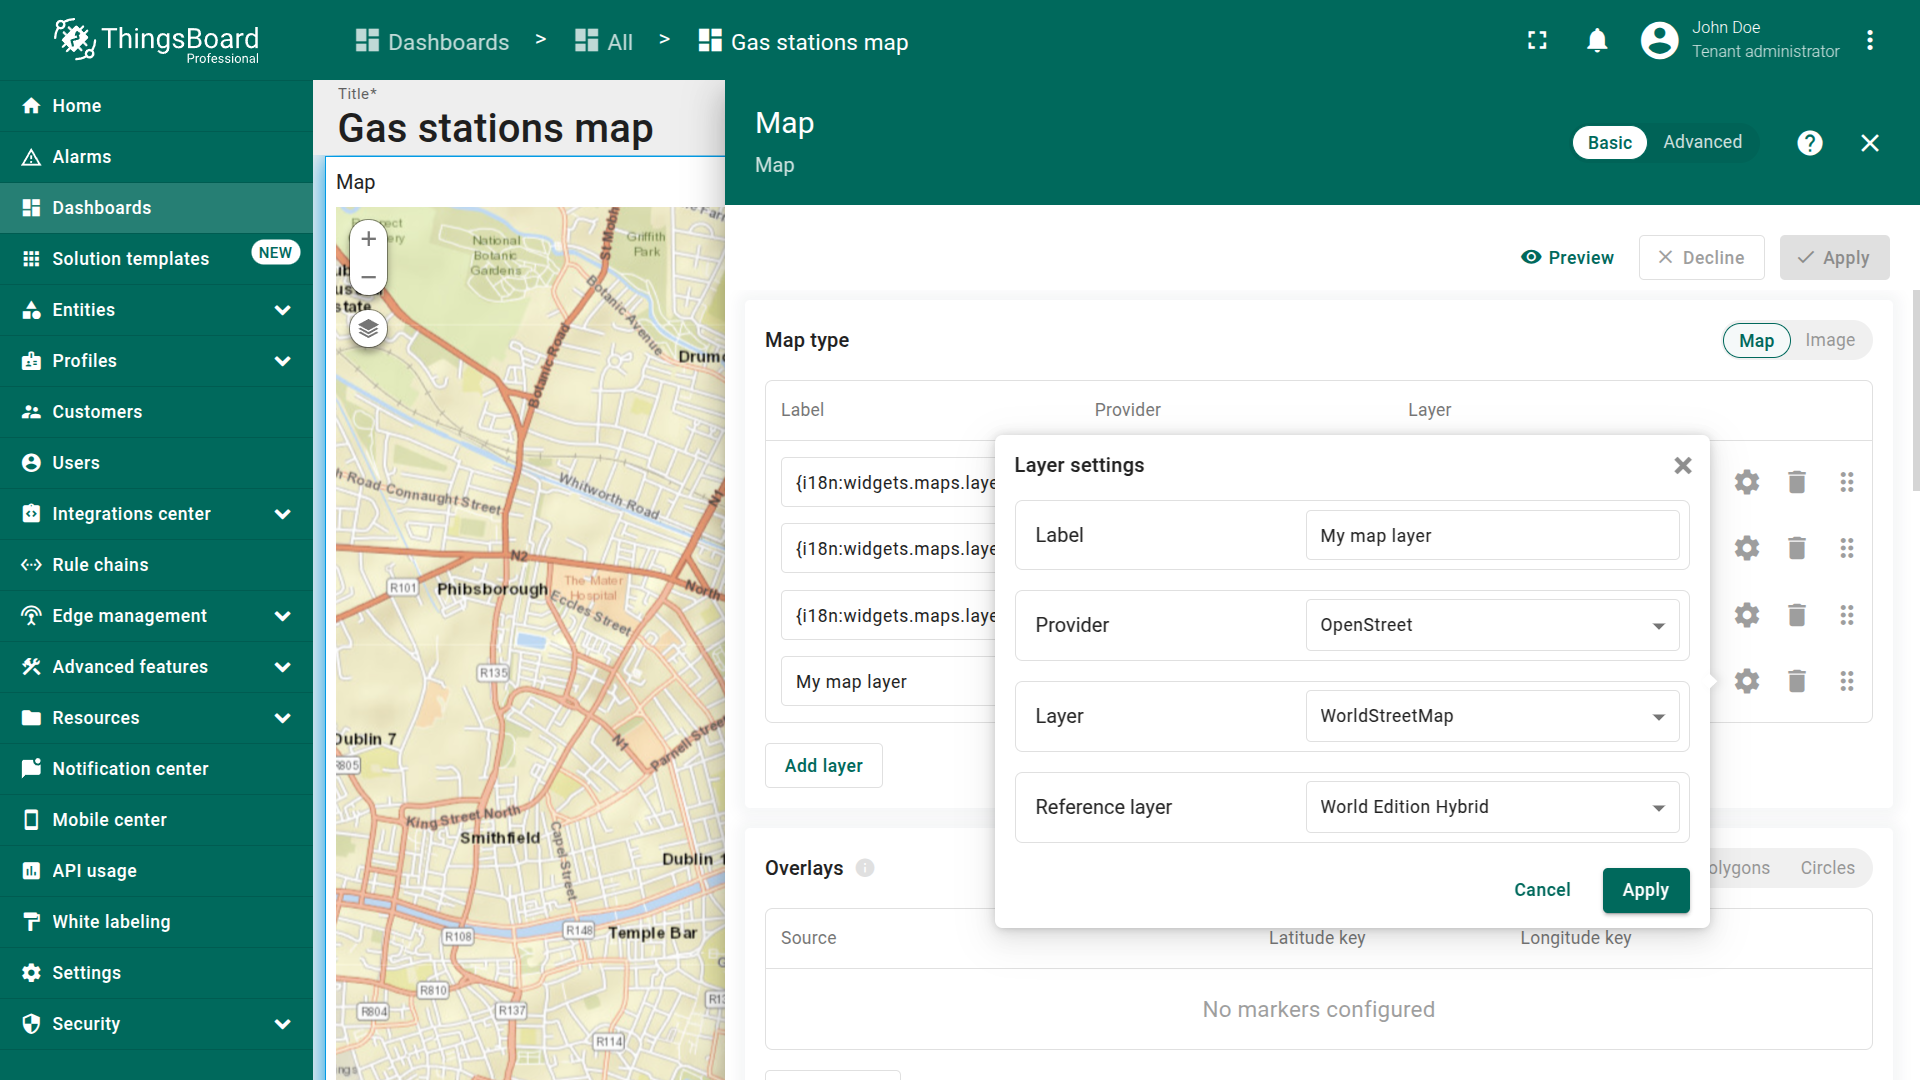 ThingsBoard
Professional
Dashboards > All > Gas stations map
John Doe
Tenant administrator
Home
Alarms
Dashboards
Solution templates NEW
Entities
Profiles
Customers
Users
Integrations center
Rule chains
Edge management
Advanced features
Resources
Notification center
Mobile center
API usage
White labeling
Settings
Security
Title*
Gas stations map
Map
National
Botanic
Gardens
Griffith
Park
St Mobh
Botanic Avenue
Botanic Road
Drumc
state
Road
Connaught Street
Whitworth Road
N1
N2
R101
Phibsborough
The Mater
Hospital
North
Eccles Street
R135
Dublin 7
R805
N1
Parnell Street
King Street North
Smithfield
Capel Street
Dublin 1
R148
R108
Temple Bar
R810
R804
R137
R114
Map
Map
Basic
Advanced
Preview
Decline
Apply
Map type
Map
Image
Label
Provider
Layer
{i18n:widgets.maps.laye
{i18n:widgets.maps.laye
{i18n:widgets.maps.laye
My map layer
Add layer
Layer settings
Label
My map layer
Provider
OpenStreet
Layer
WorldStreetMap
Reference layer
World Edition Hybrid
Cancel
Apply
Overlays
olygons
Circles
Source
Latitude key
Longitude key
No markers configured